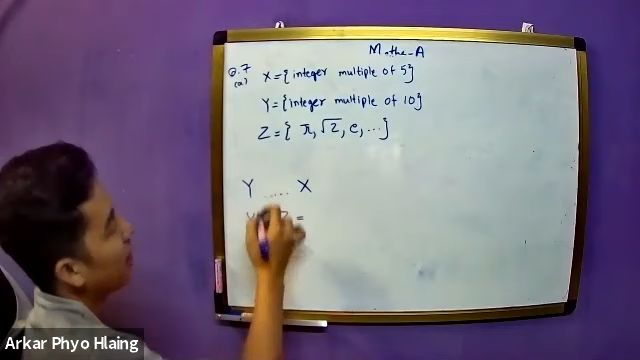 Maths-A
Q.7
(a)
X={integer multiple of 5}
Y={integer multiple of 10}
Z={ π, √2, e, ...}
Y ...... X
=
Arkar Phyo Hlaing